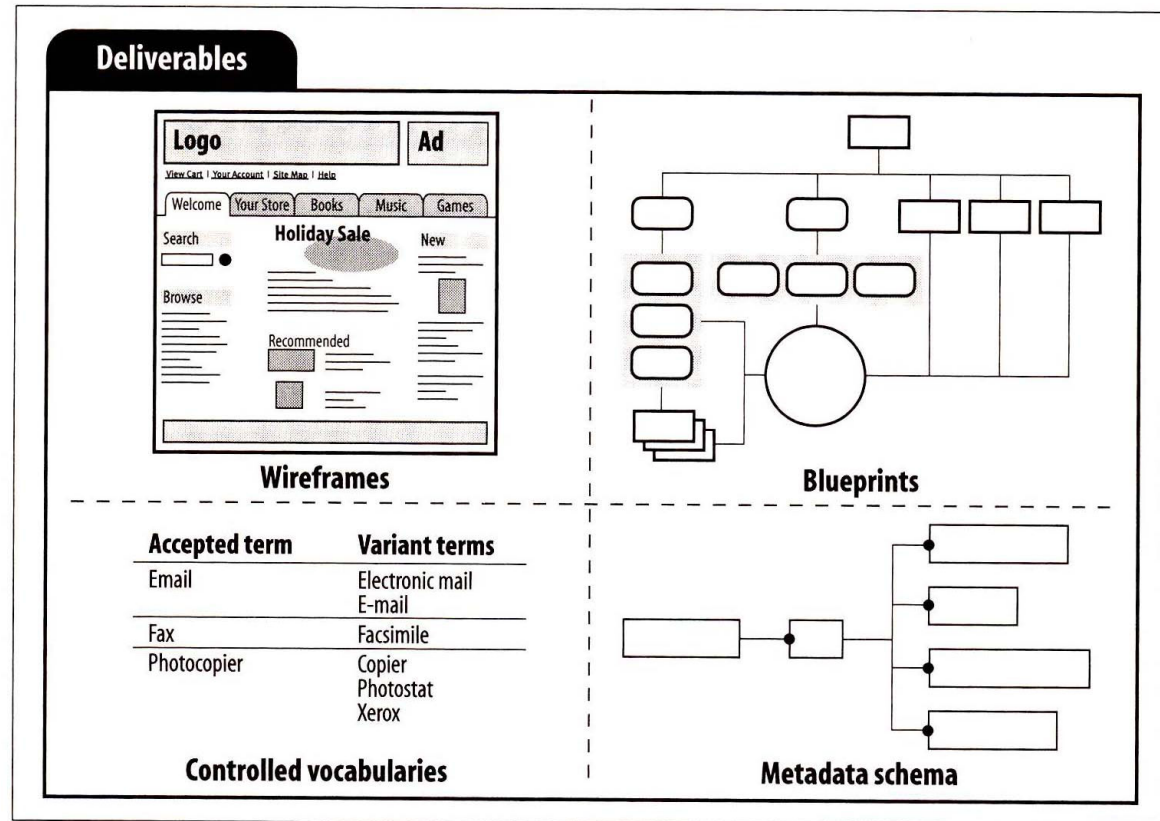 Deliverables
Logo
Ad
View Cart | Your Account | Site Map | Help
Welcome Your Store Books Music Games
Search
Holiday Sale
New
Browse
Recommended
Wireframes
Blueprints
Accepted term Variant terms
Email Electronic mail
E-mail
Fax Facsimile
Photocopier Copier
Photostat
Xerox
Controlled vocabularies
Metadata schema